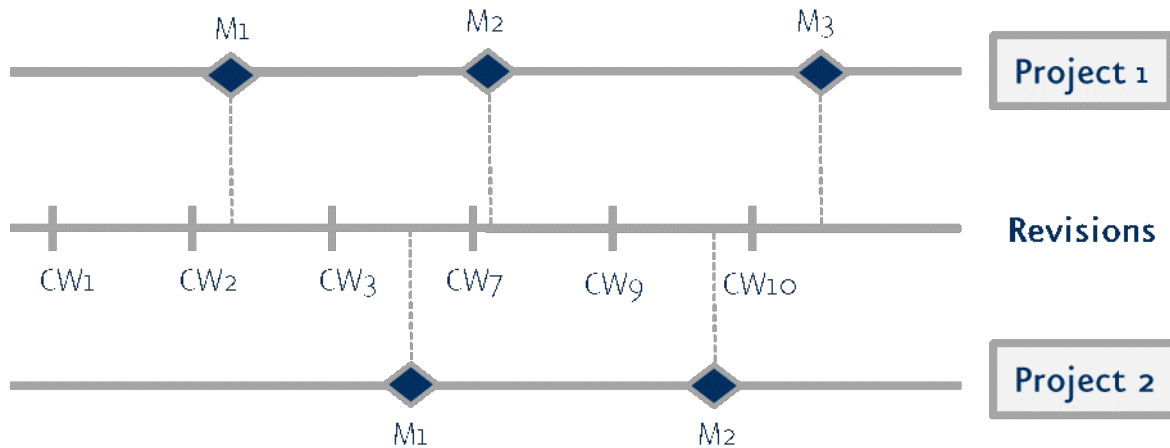 M1
M2
M3
Project 1
Revisions
CW1
CW2
CW3
CW7
CW9
CW10
Project 2
M1
M2